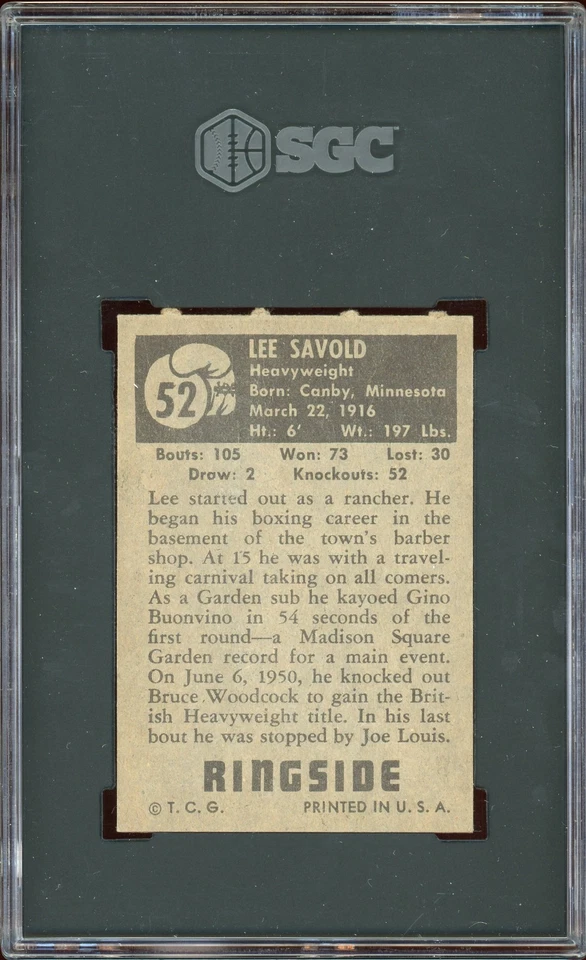 SGC
LEE SAVOLD
Heavyweight
52
Born: Canby, Minnesota
March 22, 1916
Ht.: 6' Wt.: 197 Lbs.
Bouts: 105 Won: 73 Lost: 30
Draw: 2 Knockouts: 52
Lee started out as a rancher. He
began his boxing career in the
basement of the town's barber
shop. At 15 he was with a travel-
ing carnival taking on all comers.
As a Garden sub he kayoed Gino
Buonvino in 54 seconds of the
first round—a Madison Square
Garden record for a main event.
On June 6, 1950, he knocked out
Bruce Woodcock to gain the Brit-
ish Heavyweight title. In his last
bout he was stopped by Joe Louis.
RINGSIDE
© T. C. G. PRINTED IN U. S. A.